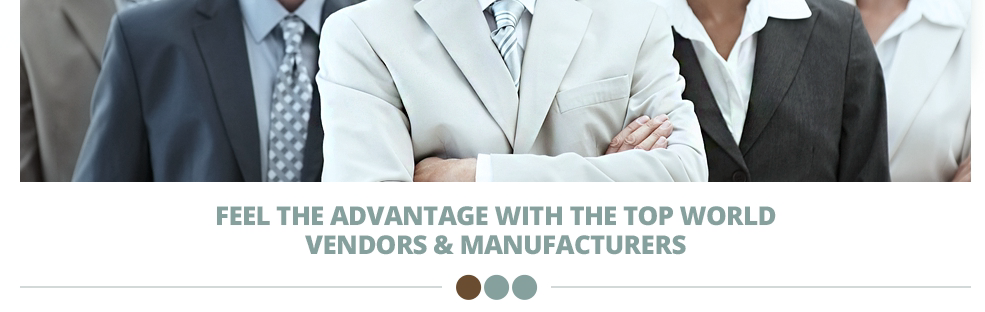 FEEL THE ADVANTAGE WITH THE TOP WORLD
VENDORS & MANUFACTURERS